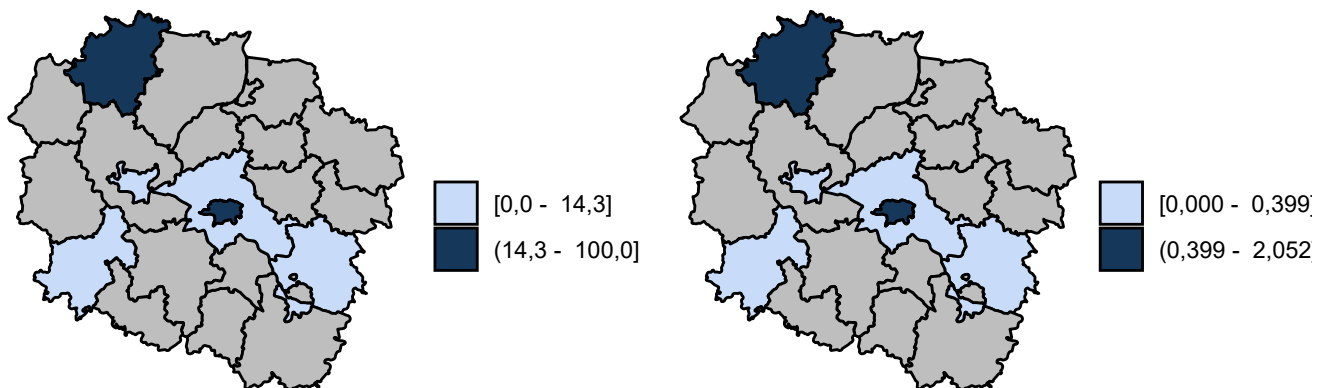 [0,0 - 14,3]
(14,3 - 100,0]
[0,000 - 0,399]
(0,399 - 2,052]